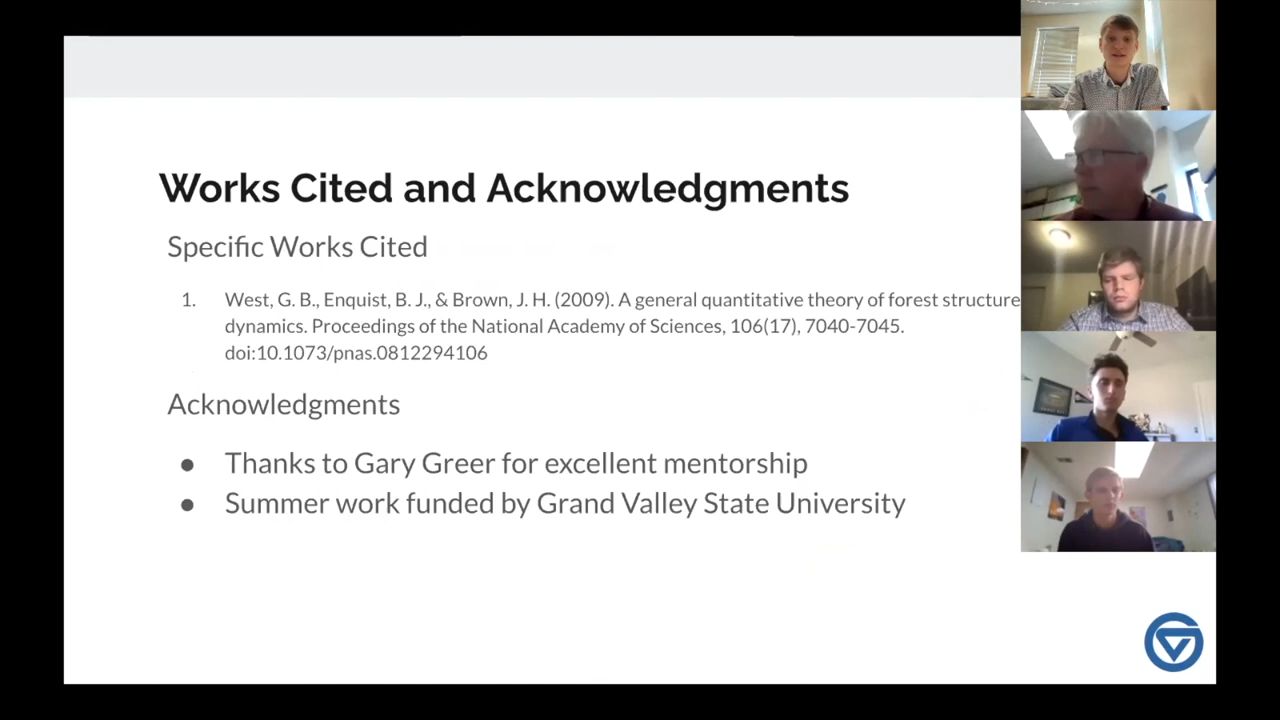 Works Cited and Acknowledgments
Specific Works Cited
1. West, G. B., Enquist, B. J., & Brown, J. H. (2009). A general quantitative theory of forest structure
dynamics. Proceedings of the National Academy of Sciences, 106(17), 7040-7045.
doi:10.1073/pnas.0812294106
Acknowledgments
● Thanks to Gary Greer for excellent mentorship
● Summer work funded by Grand Valley State University